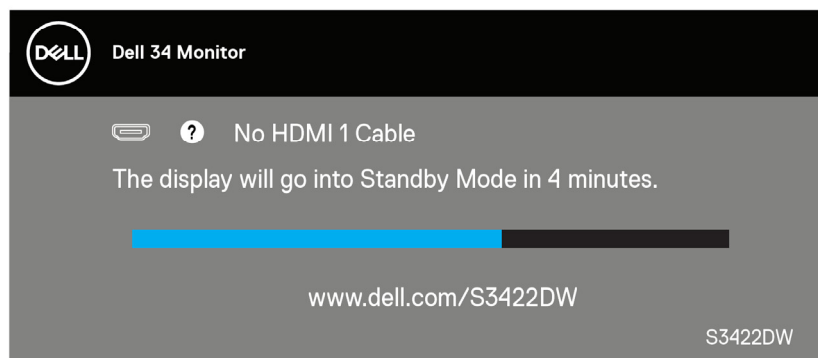 DELL
Dell 34 Monitor
? No HDMI 1 Cable
The display will go into Standby Mode in 4 minutes.
www.dell.com/S3422DW
S3422DW